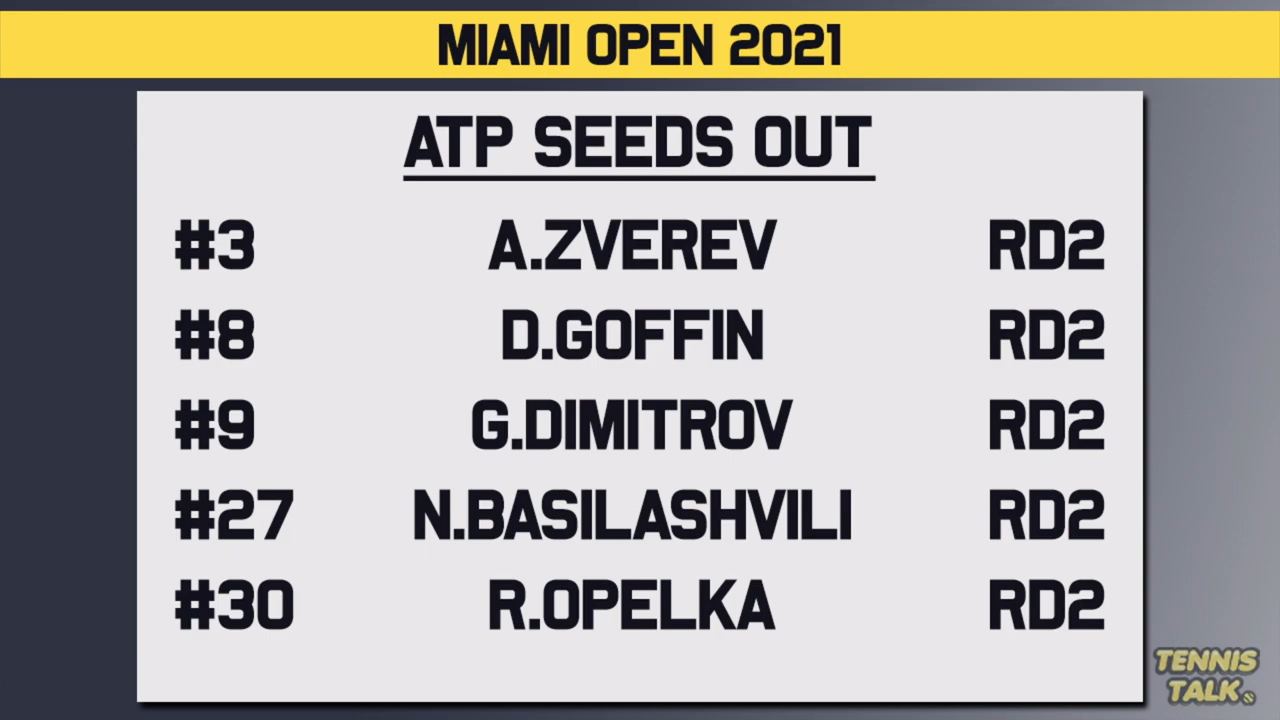 MIAMI OPEN 2021
ATP SEEDS OUT
#3 A.ZVEREV RD2
#8 D.GOFFIN RD2
#9 G.DIMITROV RD2
#27 N.BASILASHVILI RD2
#30 R.OPELKA RD2
TENNIS
TALK